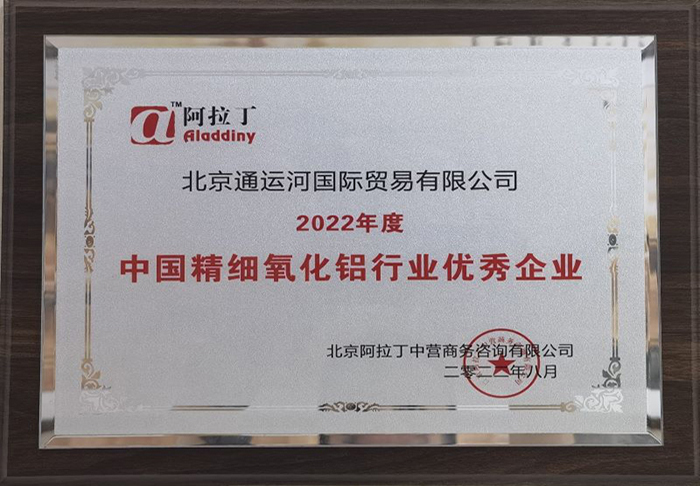 a™ 阿拉丁
Aladdiny
北京通运河国际贸易有限公司
2022年度
中国精细氧化铝行业优秀企业
北京阿拉丁中营商务咨询有限公司
二零二二年八月